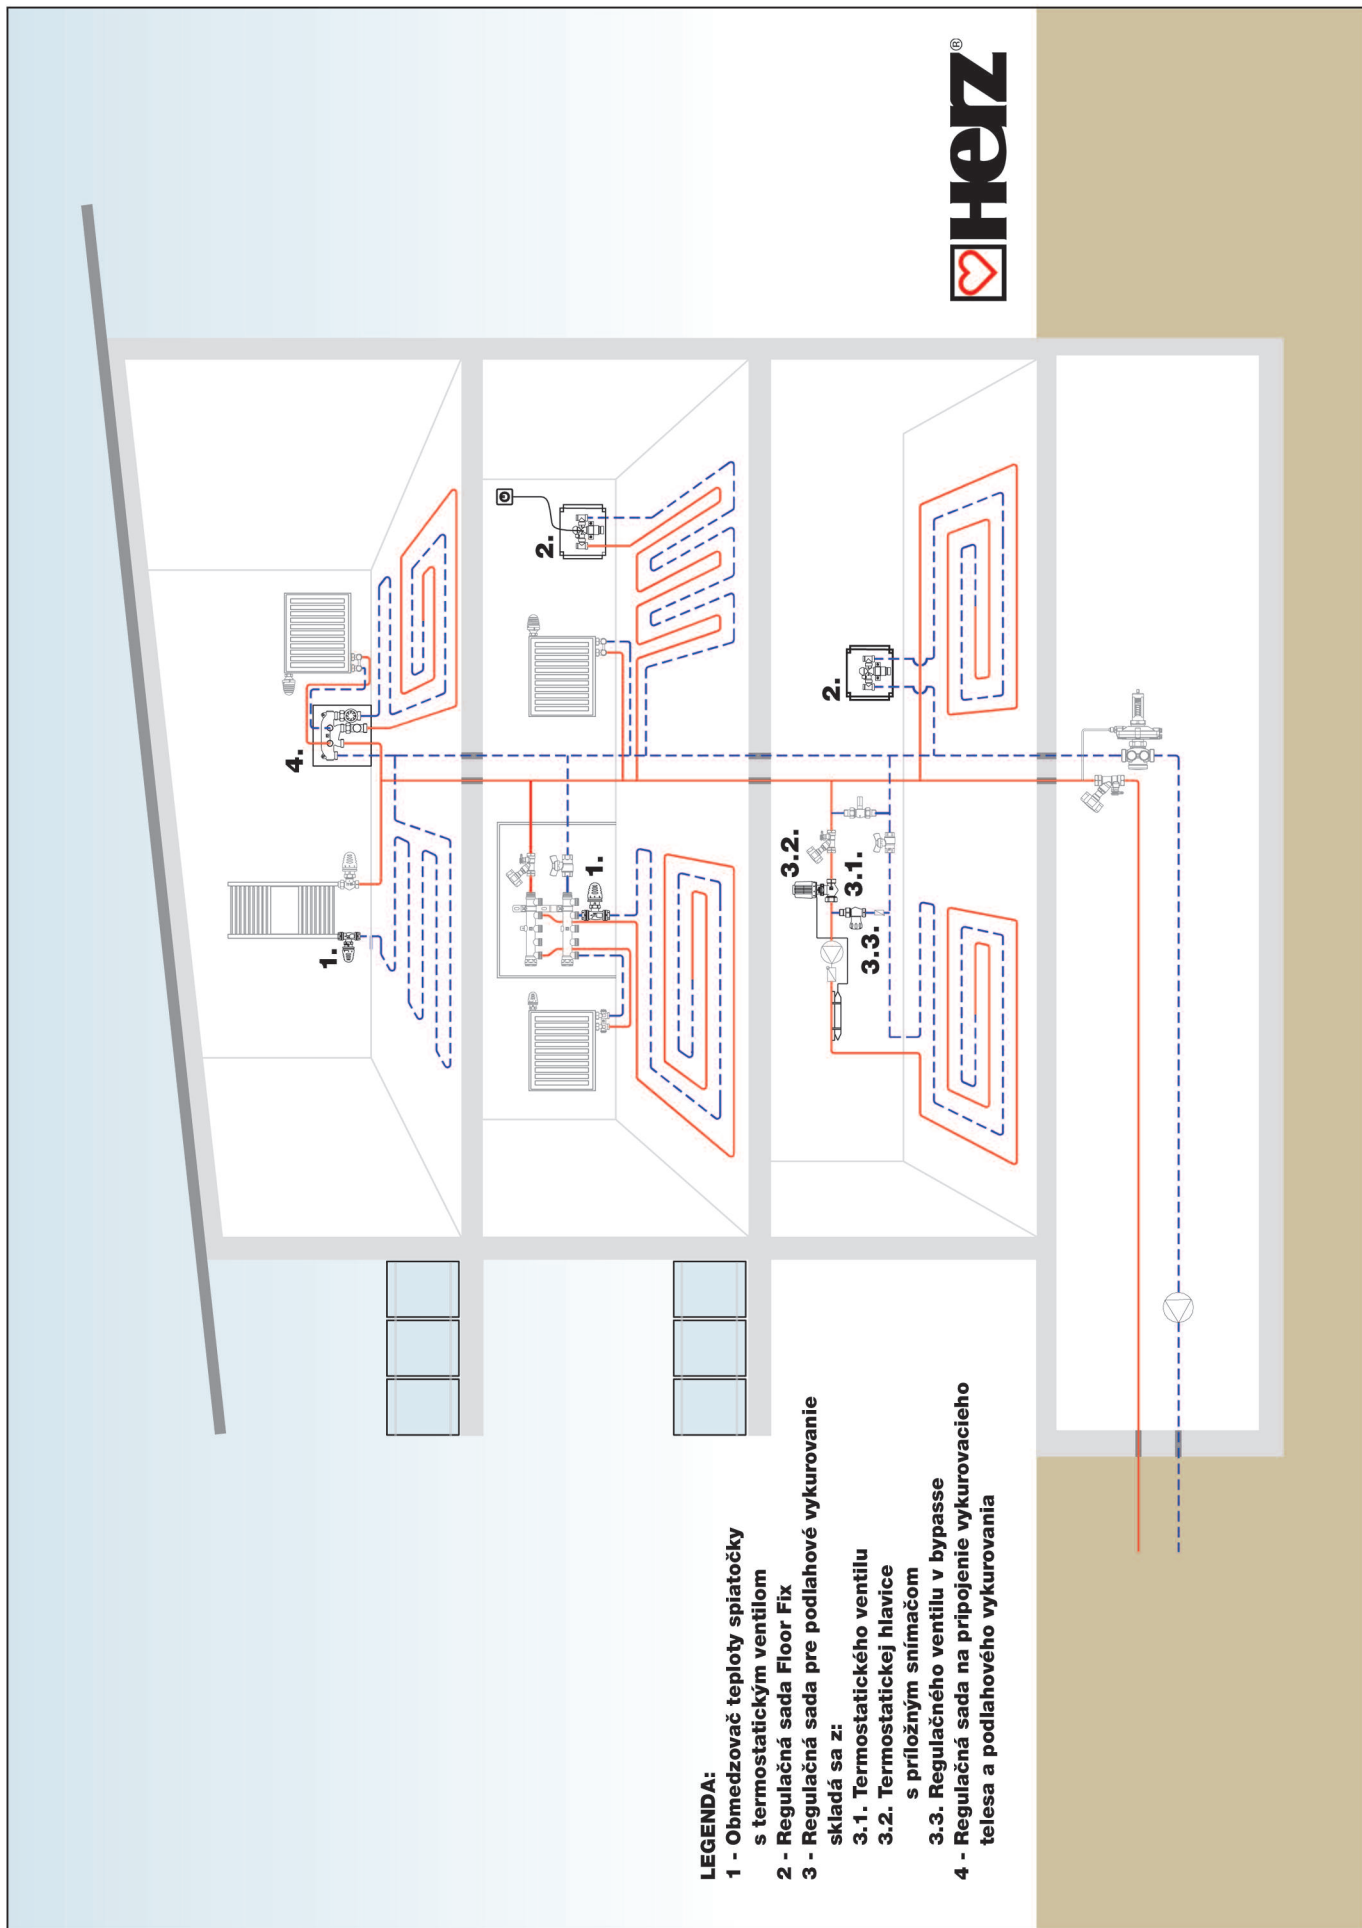 Herz®
4.
1.
2.
1.
2.
3.2.
3.1.
3.3.
LEGENDA:
1 - Obmedzovač teploty spiatočky
s termostatickým ventilom
2 - Regulačná sada Floor Fix
3 - Regulačná sada pre podlahové vykurovanie
skladá sa z:
3.1. Termostatického ventilu
3.2. Termostatickej hlavice
s príložným snímačom
3.3. Regulačného ventilu v bypasse
4 - Regulačná sada na pripojenie vykurovacieho
telesa a podlahového vykurovania